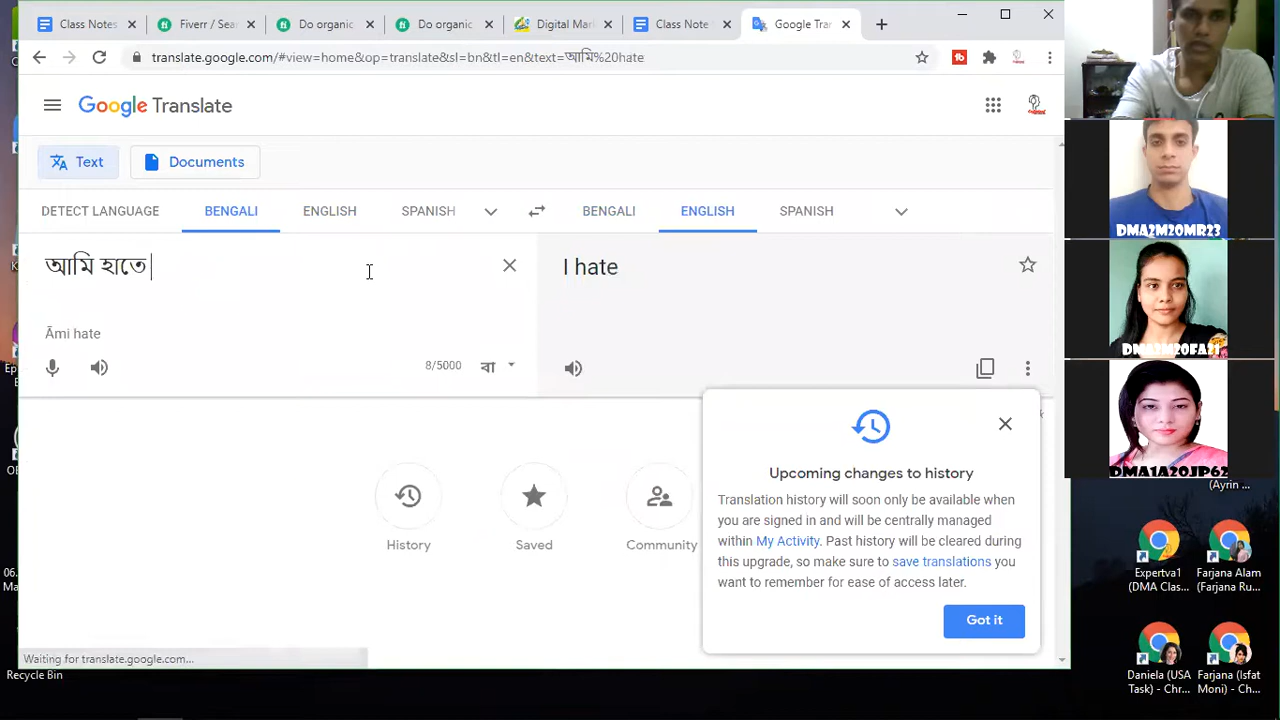 Class Notes
Fiverr / Sea
Do organic
Do organic
Digital Mar
Class Note
Google Tra
translate.google.com/#view=home&op=translate&sl=bn&tl=en&text=আমি%20hate
Google Translate
Text
Documents
DETECT LANGUAGE
BENGALI
ENGLISH
SPANISH
BENGALI
ENGLISH
SPANISH
আমি হাতে
I hate
Āmi hate
8/5000
বা
History
Saved
Community
Upcoming changes to history
Translation history will soon only be available when
you are signed in and will be centrally managed
within My Activity. Past history will be cleared during
this upgrade, so make sure to save translations you
want to remember for ease of access later.
Got it
Waiting for translate.google.com...
Recycle Bin
DMA2M20MR23
DMA2M20FA21
DMA1A20JP62
(Ayrin ...
Expertva1
(DMA Clas...
Farjana Alam
(Farjana Ru...
Daniela (USA
Task) - Chr...
Farjana (Isfat
Moni) - Ch...